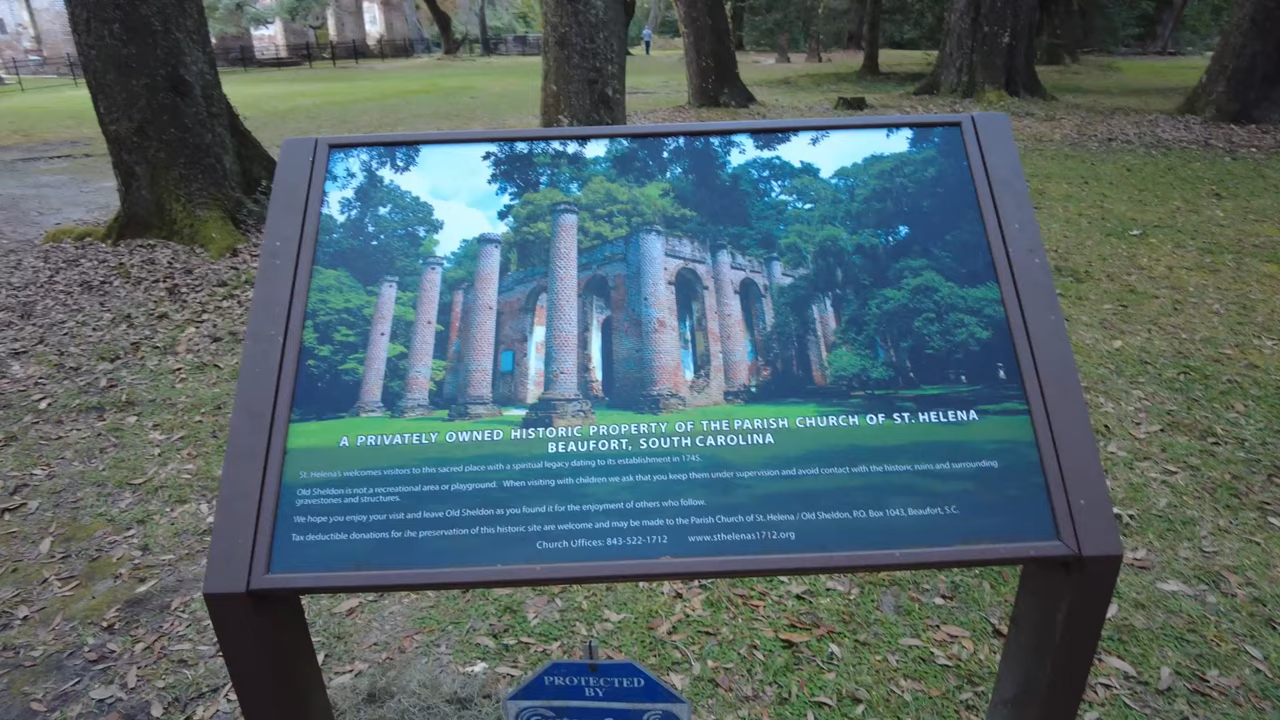 A PRIVATELY OWNED HISTORIC PROPERTY OF THE PARISH CHURCH OF ST. HELENA
BEAUFORT, SOUTH CAROLINA
St. Helena's welcomes visitors to this sacred place with a spiritual legacy dating to its establishment in 1745.
Old Sheldon is not a recreational area or playground. When visiting with children we ask that you keep them under supervision and avoid contact with the historic ruins and surrounding
gravestones and structures.
We hope you enjoy your visit and leave Old Sheldon as you found it for the enjoyment of others who follow.
Tax deductible donations for the preservation of this historic site are welcome and may be made to the Parish Church of St. Helena / Old Sheldon, P.O. Box 1043, Beaufort, S.C.
Church Offices: 843-522-1712 www.sthelenas1712.org
PROTECTED
BY